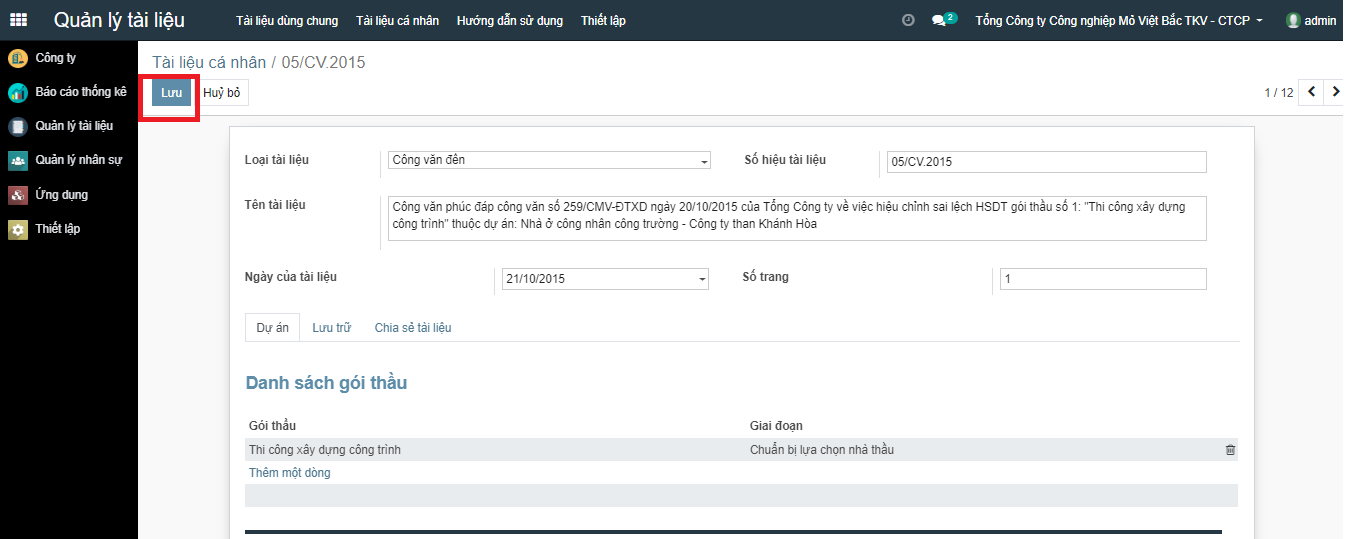 Quản lý tài liệu
Tài liệu dùng chung Tài liệu cá nhân Hướng dẫn sử dụng Thiết lập
2 Tổng Công ty Công nghiệp Mỏ Việt Bắc TKV - CTCP admin
Công ty
Báo cáo thống kê
Quản lý tài liệu
Quản lý nhân sự
Ứng dụng
Thiết lập
Tài liệu cá nhân / 05/CV.2015
Lưu Huỷ bỏ 1 / 12
Loại tài liệu Công văn đến Số hiệu tài liệu 05/CV.2015
Tên tài liệu Công văn phúc đáp công văn số 259/CMV-ĐTXD ngày 20/10/2015 của Tổng Công ty về việc hiệu chỉnh sai lệch HSDT gói thầu số 1: "Thi công xây dựng
công trình" thuộc dự án: Nhà ở công nhân công trường - Công ty than Khánh Hòa
Ngày của tài liệu 21/10/2015 Số trang 1
Dự án Lưu trữ Chia sẻ tài liệu
Danh sách gói thầu
Gói thầu Giai đoạn
Thi công xây dựng công trình Chuẩn bị lựa chọn nhà thầu
Thêm một dòng